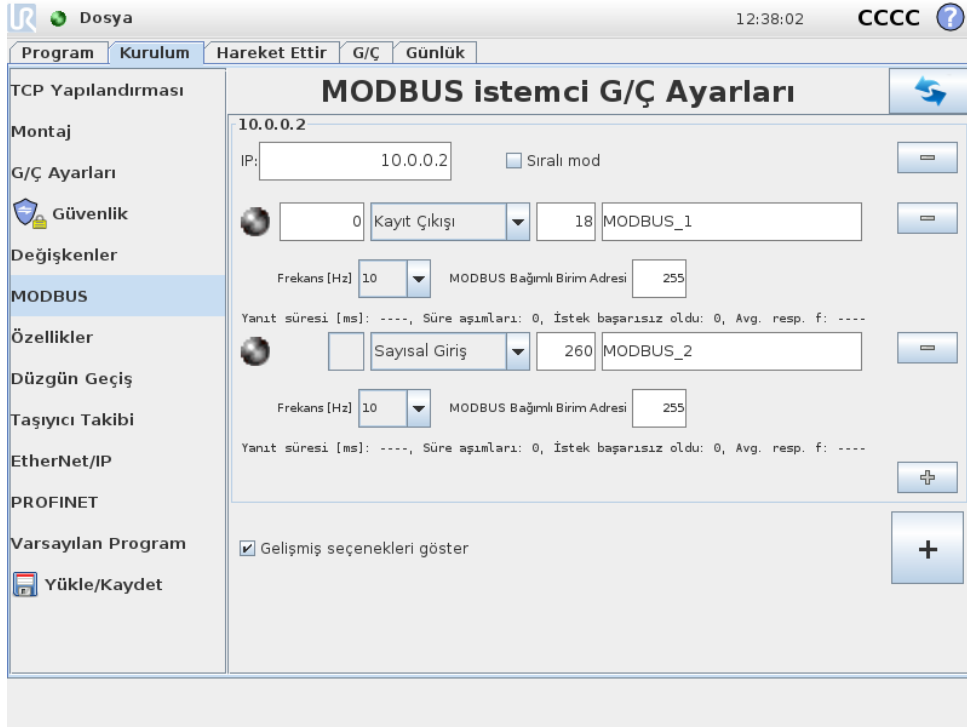 UR Dosya 12:38:02 CCCC ?
Program Kurulum Hareket Ettir G/Ç Günlük
TCP Yapılandırması
Montaj
G/Ç Ayarları
Güvenlik
Değişkenler
MODBUS
Özellikler
Düzgün Geçiş
Taşıyıcı Takibi
EtherNet/IP
PROFINET
Varsayılan Program
Yükle/Kaydet
MODBUS istemci G/Ç Ayarları
10.0.0.2
IP: 10.0.0.2 Sıralı mod
0 Kayıt Çıkışı 18 MODBUS_1
Frekans [Hz] 10 MODBUS Bağımlı Birim Adresi 255
Yanıt süresi [ms]: ----, Süre aşımları: 0, İstek başarısız oldu: 0, Avg. resp. f: ----
Sayısal Giriş 260 MODBUS_2
Frekans [Hz] 10 MODBUS Bağımlı Birim Adresi 255
Yanıt süresi [ms]: ----, Süre aşımları: 0, İstek başarısız oldu: 0, Avg. resp. f: ----
Gelişmiş seçenekleri göster